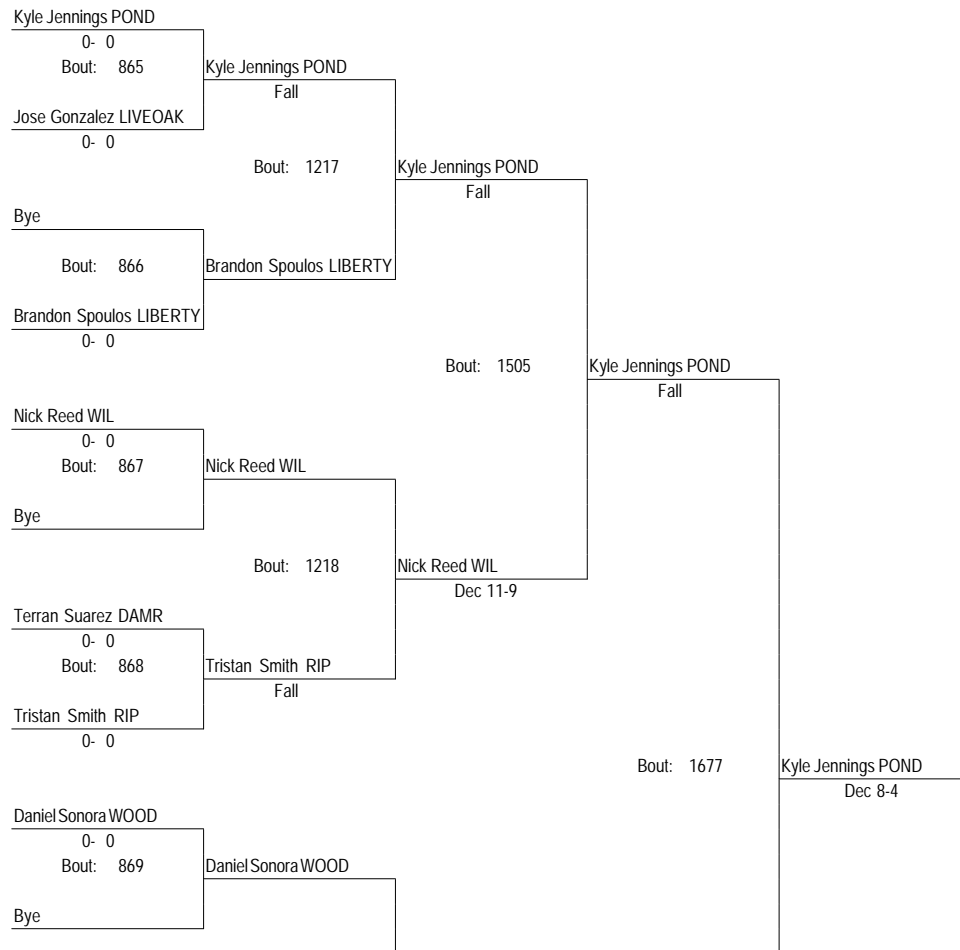 Kyle Jennings POND
0- 0
Bout: 865
Kyle Jennings POND
Fall
Jose Gonzalez LIVEOAK
0- 0
Bout: 1217
Kyle Jennings POND
Fall
Bye
Bout: 866
Brandon Spoulos LIBERTY
Brandon Spoulos LIBERTY
0- 0
Bout: 1505
Kyle Jennings POND
Fall
Nick Reed WIL
0- 0
Bout: 867
Nick Reed WIL
Bye
Bout: 1218
Nick Reed WIL
Dec 11-9
Terran Suarez DAMR
0- 0
Bout: 868
Tristan Smith RIP
Fall
Tristan Smith RIP
0- 0
Bout: 1677
Kyle Jennings POND
Dec 8-4
Daniel Sonora WOOD
0- 0
Bout: 869
Daniel Sonora WOOD
Bye